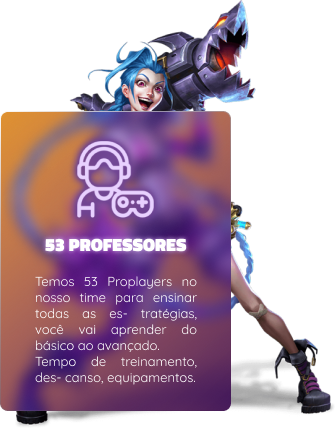 53 PROFESSORES
Temos 53 Proplayers no
nosso time para ensinar
todas as es- tratégias,
você vai aprender do
básico ao avançado.
Tempo de treinamento,
des- canso, equipamentos.